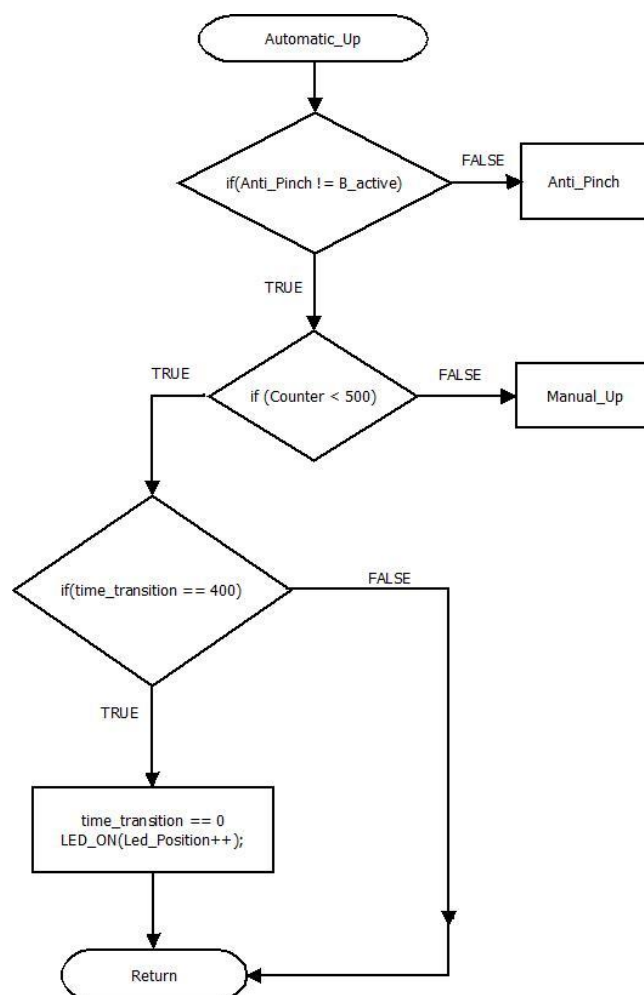 Automatic_Up
if(Anti_Pinch != B_active)
FALSE
Anti_Pinch
TRUE
TRUE
if (Counter < 500)
FALSE
Manual_Up
if(time_transition == 400)
FALSE
TRUE
time_transition == 0
LED_ON(Led_Position++);
Return